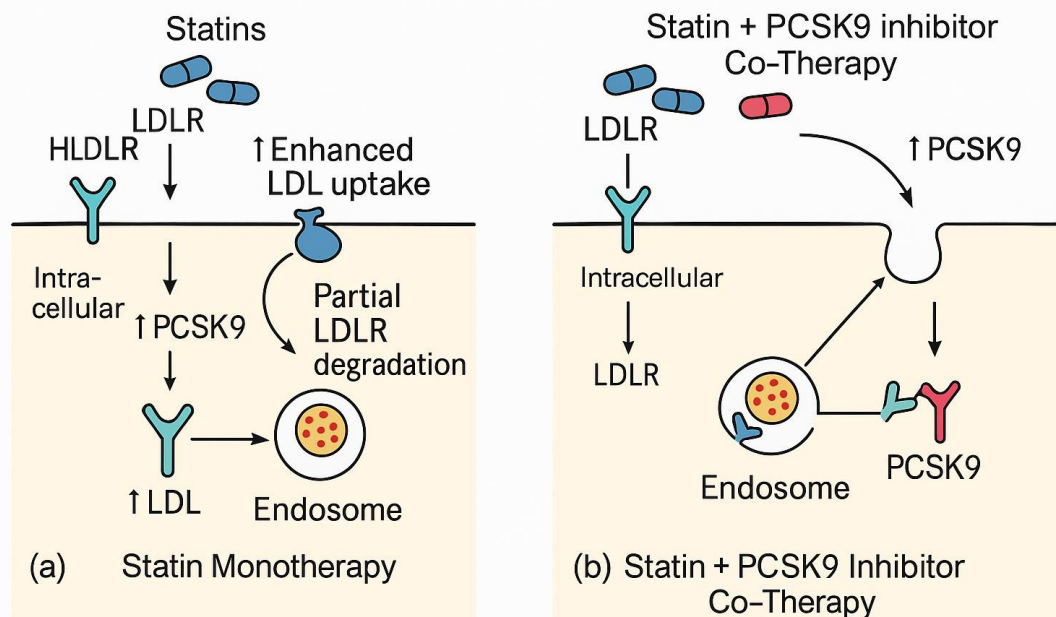 Statins
LDLR
HLDLR
↑Enhanced
LDL uptake
Intra-
cellular
↑PCSK9
Partial
LDLR
degradation
↑LDL
Endosome
(a) Statin Monotherapy
Statin + PCSK9 inhibitor
Co-Therapy
LDLR
↑PCSK9
Intracellular
LDLR
Endosome
PCSK9
(b) Statin + PCSK9 Inhibitor
Co-Therapy